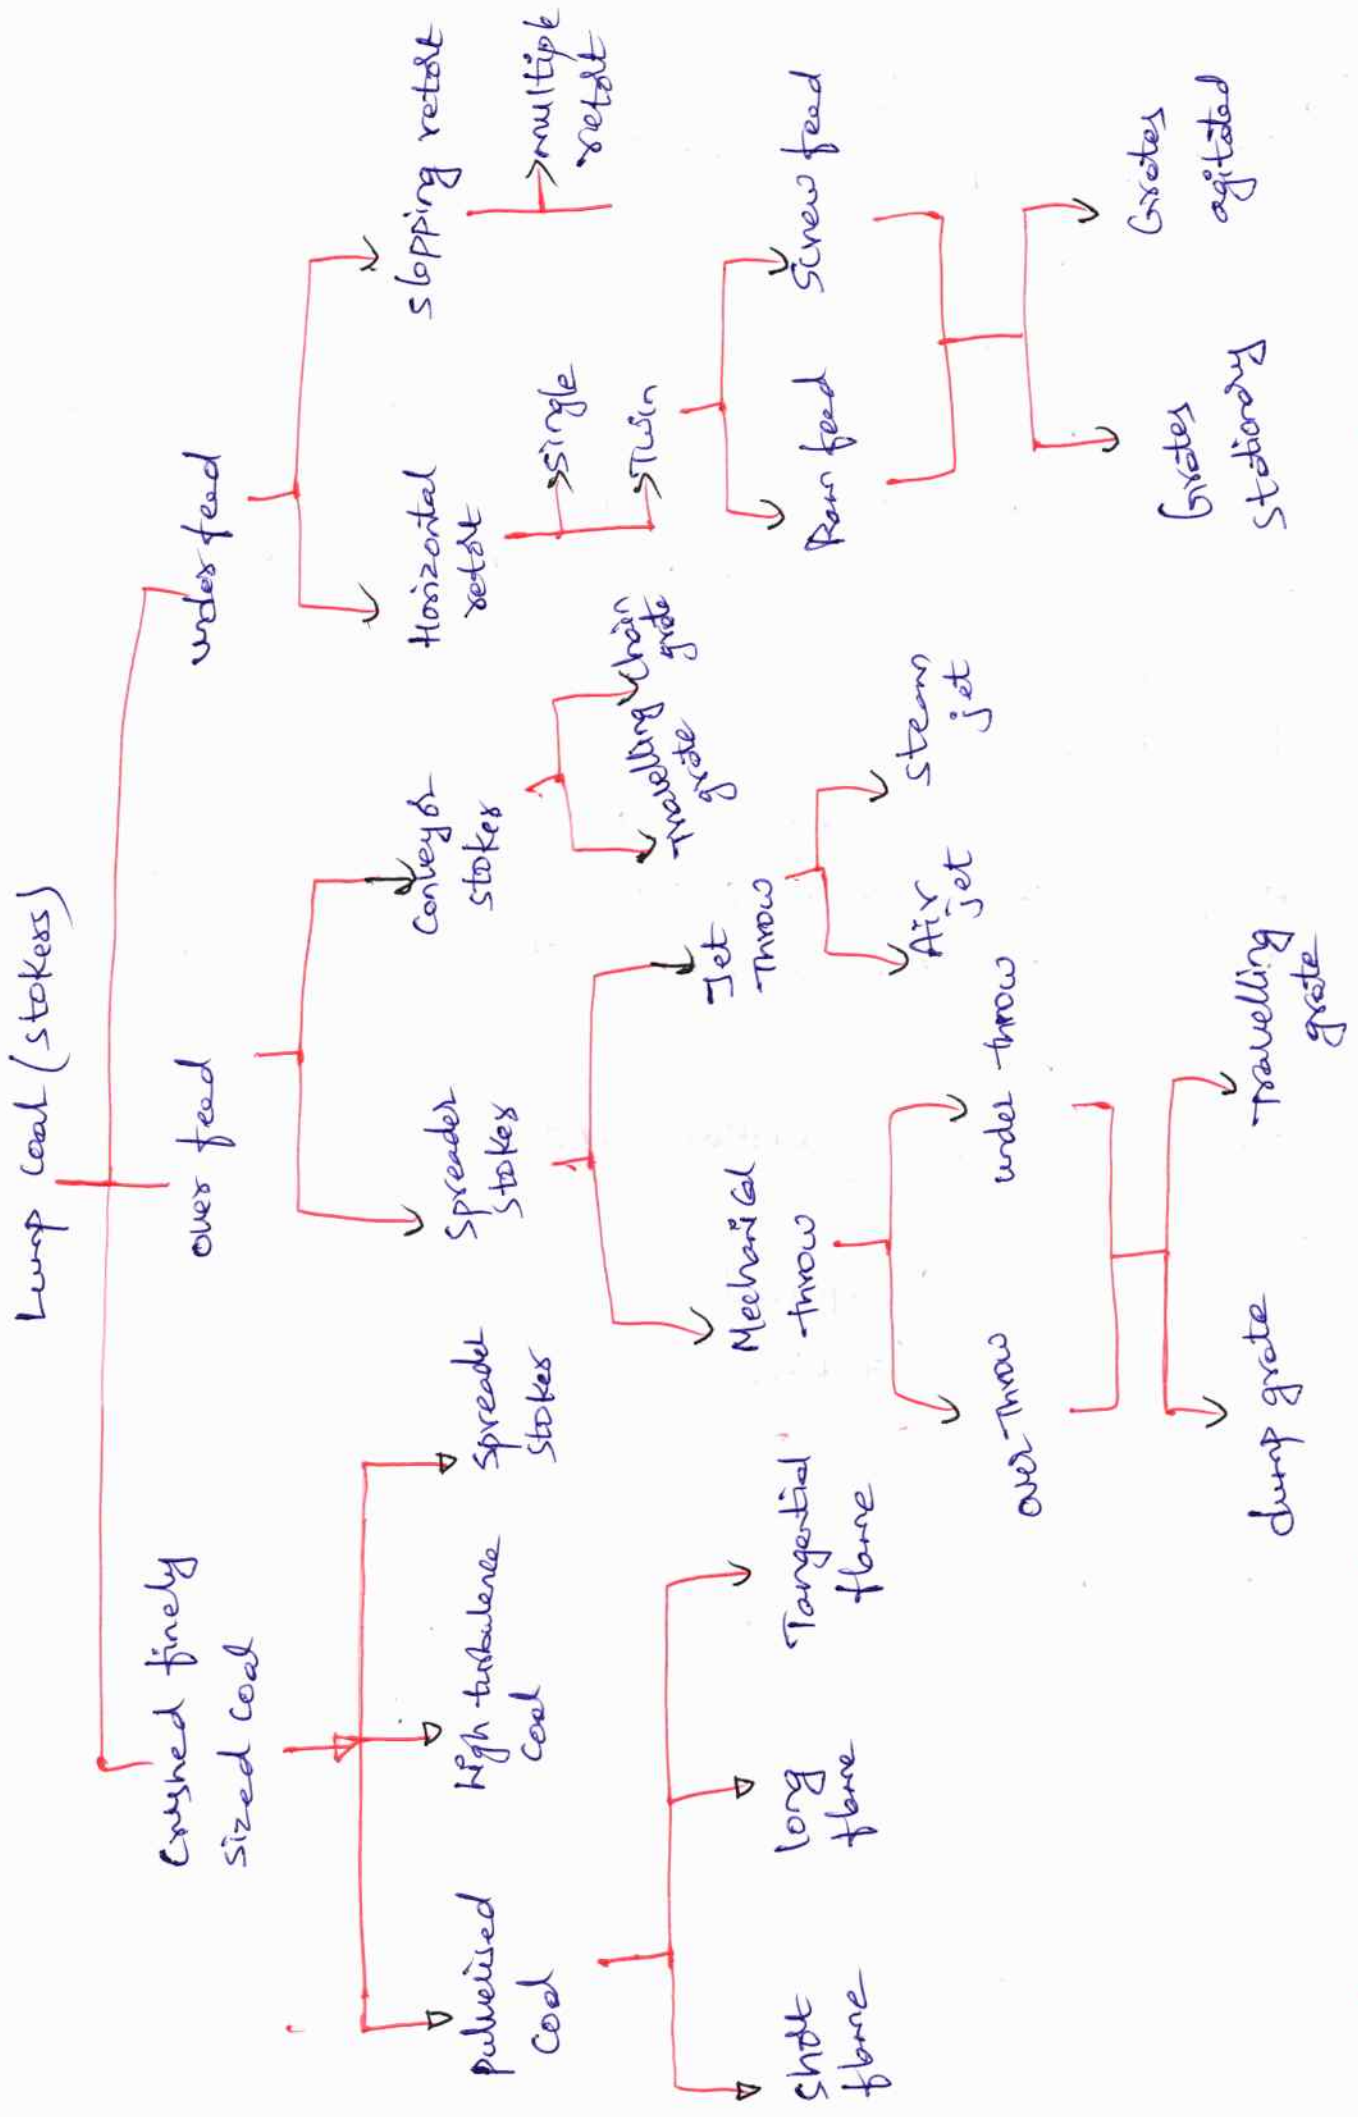 Lump coal (stokers)
Crushed finely
sized coal
over feed
under feed
pulverised
coal
high turbulence
coal
Spreader
stoker
Spreader
stoker
Conveyor
stoker
Horizontal
retort
Slopping retort
Single
Twin
multiple
retort
Short
flame
long
flame
Tangential
flame
Mechanical
throw
Jet
Throw
Travelling
grate
Chain
grate
Ram feed
Screw feed
over-Throw
under throw
Air
jet
Steam
jet
dump grate
Travelling
grate
Grates
stationary
Grates
agitated